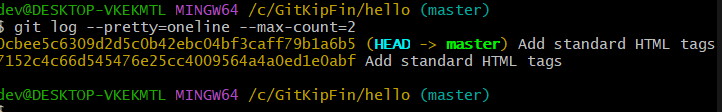 dev@DESKTOP-VKEKMTL MINGW64 /c/GitKipFin/hello (master)
$ git log --pretty=oneline --max-count=2
0cbee5c6309d2d5c0b42ebc04bf3caff79b1a6b5 (HEAD -> master) Add standard HTML tags
7152c4c66d545476e25cc4009564a4a0ed1e0abf Add standard HTML tags
dev@DESKTOP-VKEKMTL MINGW64 /c/GitKipFin/hello (master)